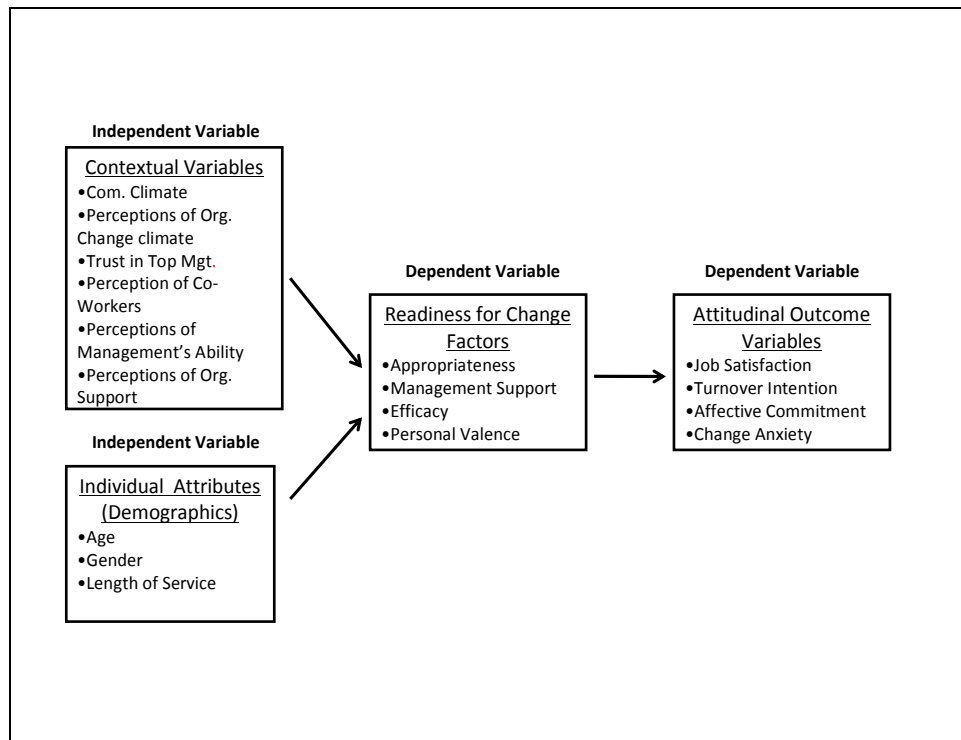 Independent Variable
Contextual Variables
•Com. Climate
•Perceptions of Org.
Change climate
•Trust in Top Mgt.
•Perception of Co-
Workers
•Perceptions of
Management's Ability
•Perceptions of Org.
Support
Independent Variable
Individual Attributes
(Demographics)
•Age
•Gender
•Length of Service
Dependent Variable
Readiness for Change
Factors
•Appropriateness
•Management Support
•Efficacy
•Personal Valence
Dependent Variable
Attitudinal Outcome
Variables
•Job Satisfaction
•Turnover Intention
•Affective Commitment
•Change Anxiety